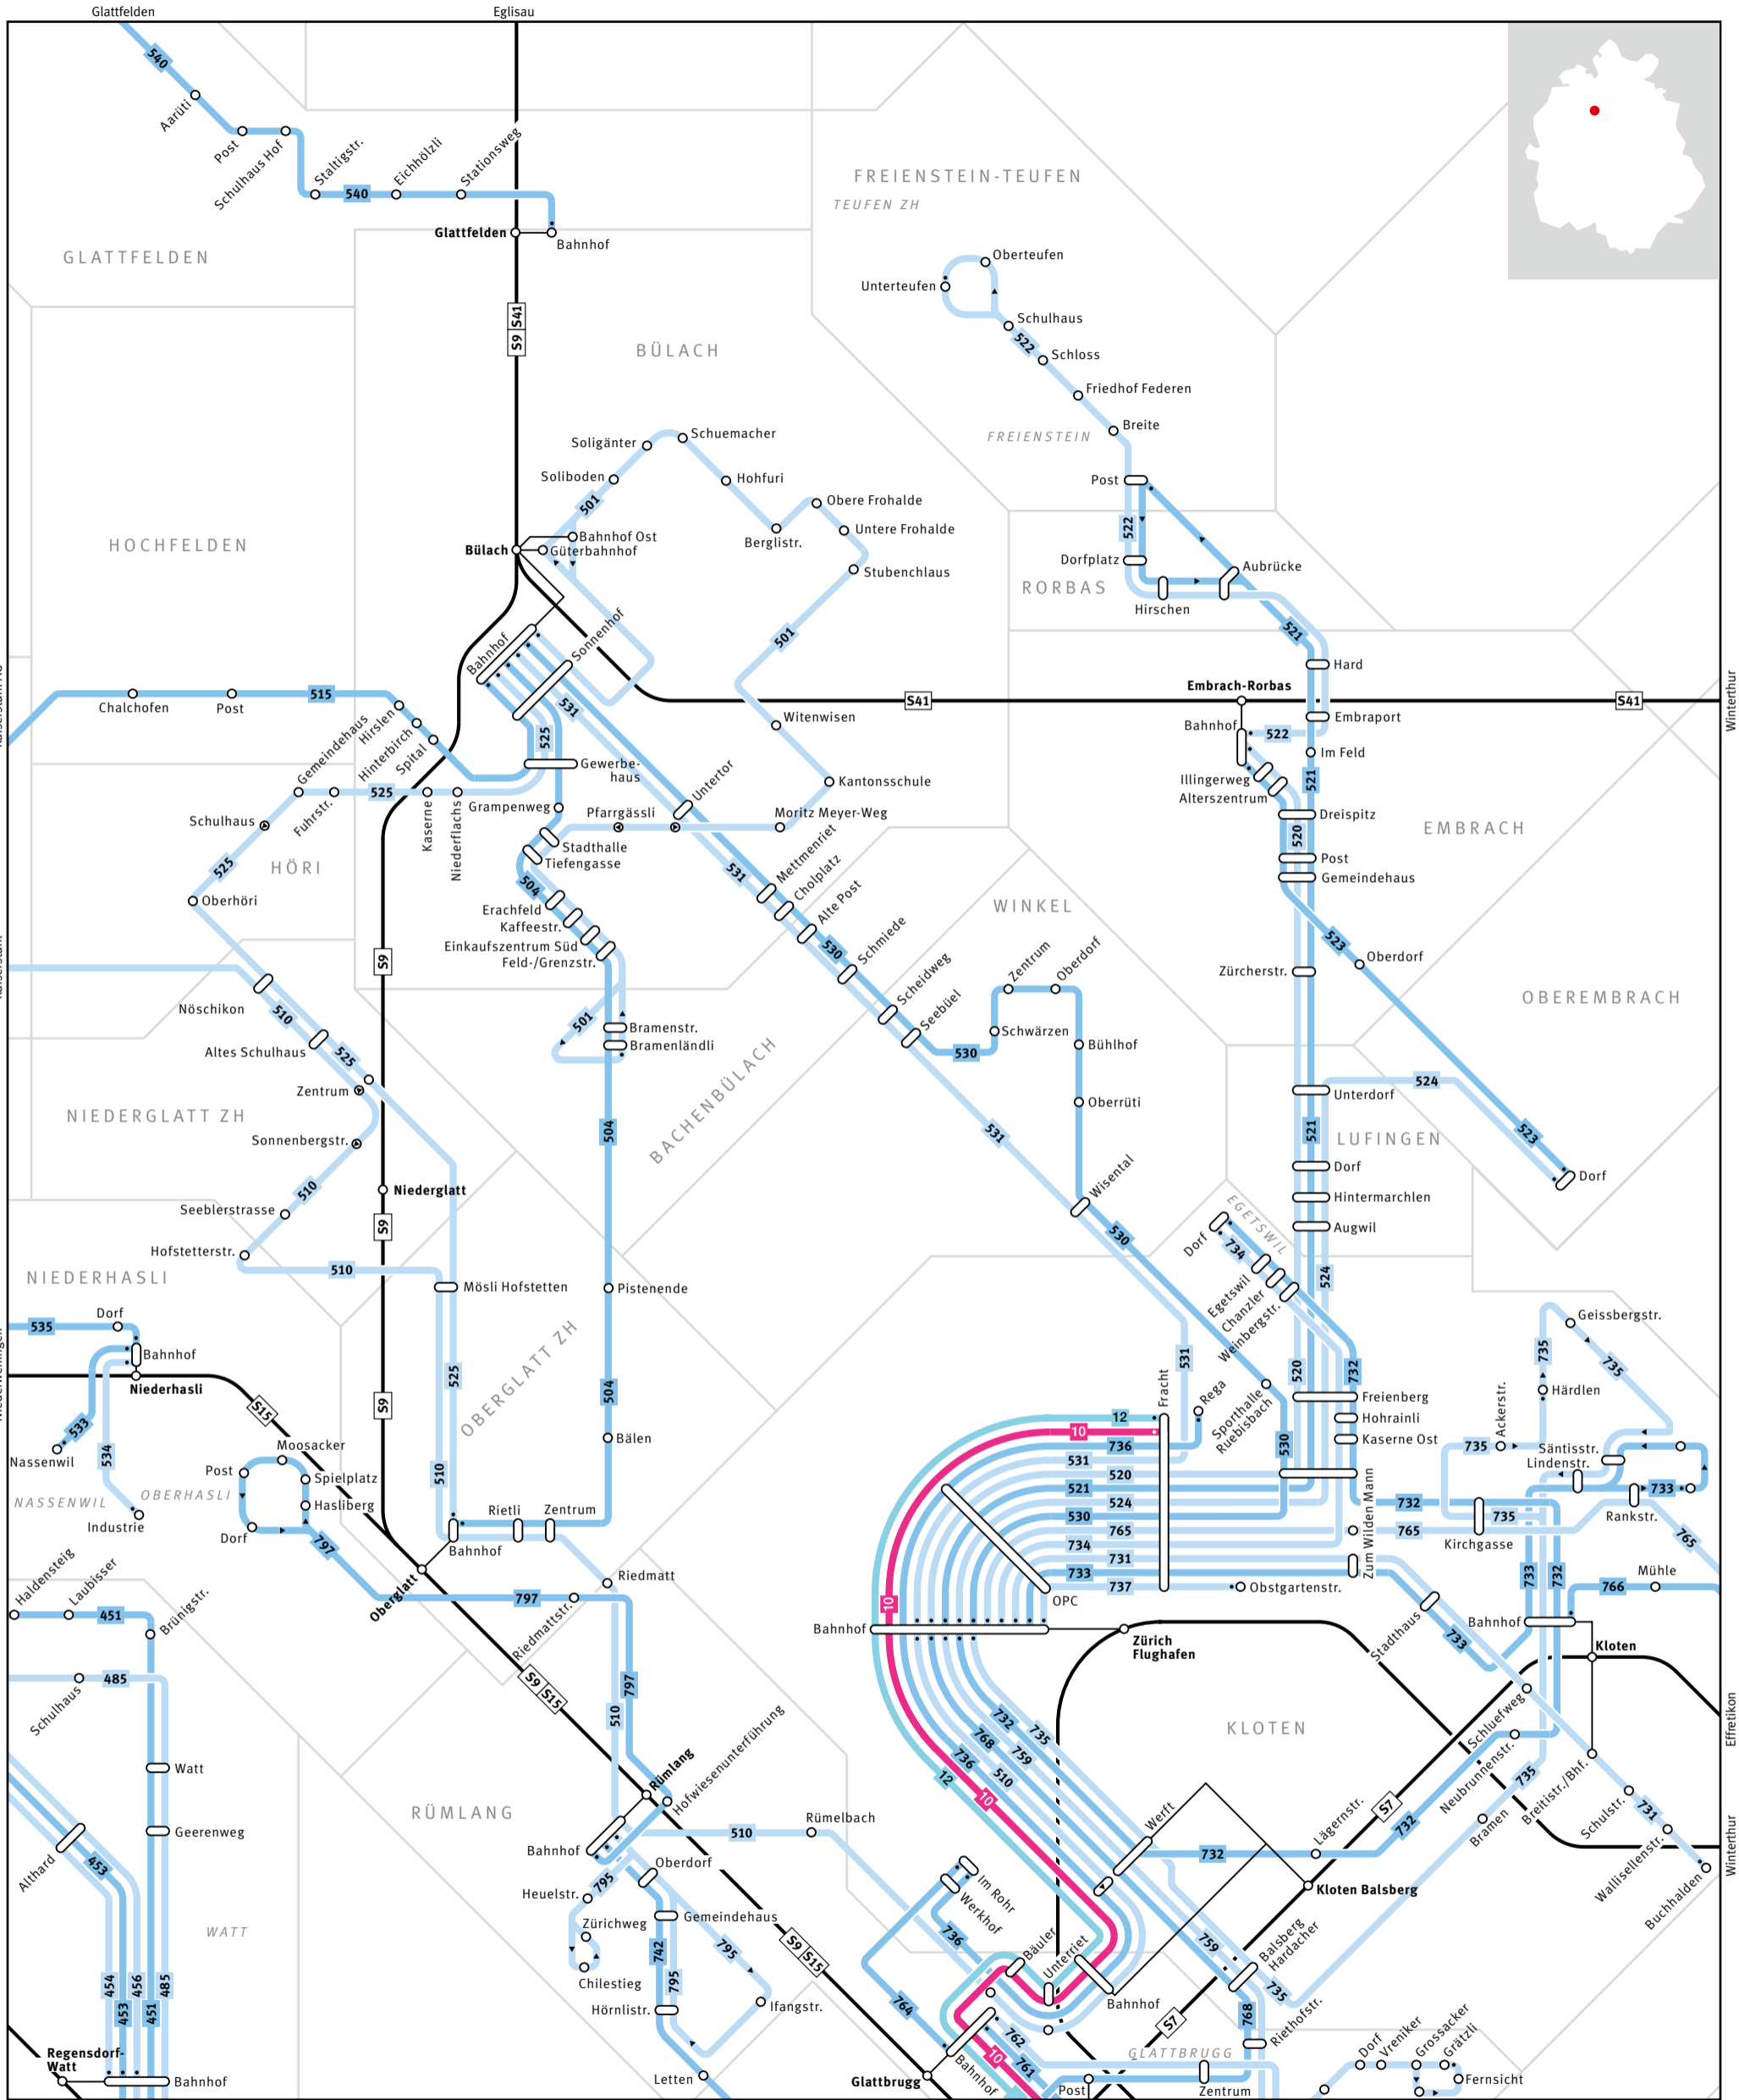 Glattfelden
Eglisau
540
Aarüti
Post
Schulhaus Hof
Staltigstr.
540
Eichhölzli
Stationsweg
Glattfelden
Bahnhof
GLATTFELDEN
S9 S41
FREIENSTEIN-TEUFEN
TEUFEN ZH
Oberteufen
Unterteufen
Schulhaus
522
Schloss
Friedhof Federen
Breite
FREIENSTEIN
BÜLACH
Schuemacher
Soligänter
Soliboden
Hohfuri
501
Obere Frohalde
Untere Frohalde
Berglistr.
Stubenchlaus
Post
522
Dorfplatz
RORBAS
Hirschen
Aubrücke
521
Hard
HOCHFELDEN
Bülach
Bahnhof Ost
Güterbahnhof
Bahnhof
Sonnenhof
501
531
525
Embrach-Rorbas
S41
S41
Winterthur
Chalchofen
Post
515
Gemeindehaus
Hirslen
Hinterbirch
Spital
Witenwisen
Bahnhof
522
Embraport
Im Feld
Illingerweg
Alterszentrum
521
Kantonsschule
Gewerbe-
haus
Untertor
Fuhrstr.
525
Kaserne
Niederflachs
Grampenweg
Pfarrgässli
Moritz Meyer-Weg
Stadthalle
Tiefengasse
Schulhaus
HÖRI
525
Oberhöri
504
Erachfeld
Kaffeestr.
Einkaufszentrum Süd
Feld-/Grenzstr.
531
Mettmenriet
Cholplatz
Alte Post
530
Schmiede
Scheidweg
Seebüel
WINKEL
Zentrum
Oberdorf
Schwärzen
530
Bühlhof
Oberrüti
Dreispitz
520
Post
Gemeindehaus
EMBRACH
523
Oberdorf
Zürcherstr.
OBEREMBRACH
S9
Nöschikon
510
Altes Schulhaus
525
Zentrum
Sonnenbergstr.
NIEDERGLATT ZH
501
Bramenstr.
Bramenländli
BACHENBÜLACH
504
531
Unterdorf
524
521
LUFINGEN
523
Dorf
Dorf
Hintermarchlen
Augwil
Niederglatt
510
Seeblerstrasse
Hofstetterstr.
510
S9
NIEDERHASLI
Mösli Hofstetten
Pistenende
OBERGLATT ZH
Wisental
530
EGETSWIL
Dorf
734
Egetswil
Chanzler
Weinbergstr.
524
535
Dorf
Bahnhof
Niederhasli
S15
533
Nassenwil
534
NASSENWIL
Industrie
S9
525
504
Bälen
510
Moosacker
Post
OBERHASLI
Spielplatz
Hasliberg
Dorf
797
Rietli
Zentrum
Bahnhof
Oberglatt
Riedmatt
797
Riedmattstr.
531
Rega
Sporthalle
Ruebisbach
530
520
732
Freienberg
Hohrainli
Kaserne Ost
Fracht
12
10
736
531
520
521
524
530
765
734
731
733
737
Obstgartenstr.
Zum Wilden Mann
OPC
10
Bahnhof
Zürich
Flughafen
735
Geissbergstr.
735
Härdlen
Ackerstr.
735
Säntisstr.
Lindenstr.
733
Rankstr.
732
735
765
Kirchgasse
765
733
732
766
Mühle
Stadthaus
733
Bahnhof
Kloten
Haldensteig
Laubisser
451
Brünigstr.
Schulhaus
485
S9 S15
797
510
KLOTEN
Schluefweg
Neubrunnenstr.
Breitistr./Bhf.
735
Effretikon
Rümlang
Hofwiesenunterführung
732
735
768
759
736
510
12
10
RÜMLANG
Watt
Geerenweg
Althard
453
WATT
454
453
456
451
485
Regensdorf-
Watt
Bahnhof
Bahnhof
510
Rümelbach
Heuelstr.
795
Oberdorf
Zürichweg
Gemeindehaus
Chilestieg
742
795
795
Hörnlistr.
Ifangstr.
Letten
S9 S15
Werft
732
Lägernstr.
732
S7
Kloten Balsberg
Bramen
Schulstr.
731
Wallisellenstr.
Buchhalden
Winterthur
Im Rohr
Werkhof
736
764
Bäuler
Unterriet
Bahnhof
759
Balsberg
Hardacher
735
768
Riethofstr.
S7
762
761
10
Bahnhof
Glattbrugg
GLATTBRUGG
Post
Zentrum
Dorf
Vreniker
Grossacker
Grätzli
Fernsicht